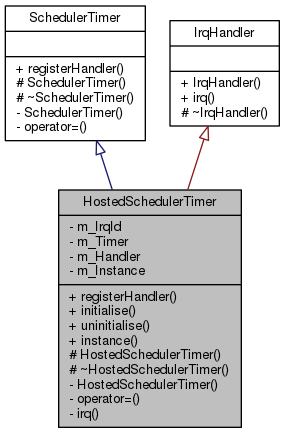 SchedulerTimer
+ registerHandler()
# SchedulerTimer()
# ~SchedulerTimer()
- SchedulerTimer()
- operator=()
IrqHandler
+ IrqHandler()
+ irq()
# ~IrqHandler()
HostedSchedulerTimer
- m_IrqId
- m_Timer
- m_Handler
- m_Instance
+ registerHandler()
+ initialise()
+ uninitialise()
+ instance()
# HostedSchedulerTimer()
# ~HostedSchedulerTimer()
- HostedSchedulerTimer()
- operator=()
- irq()